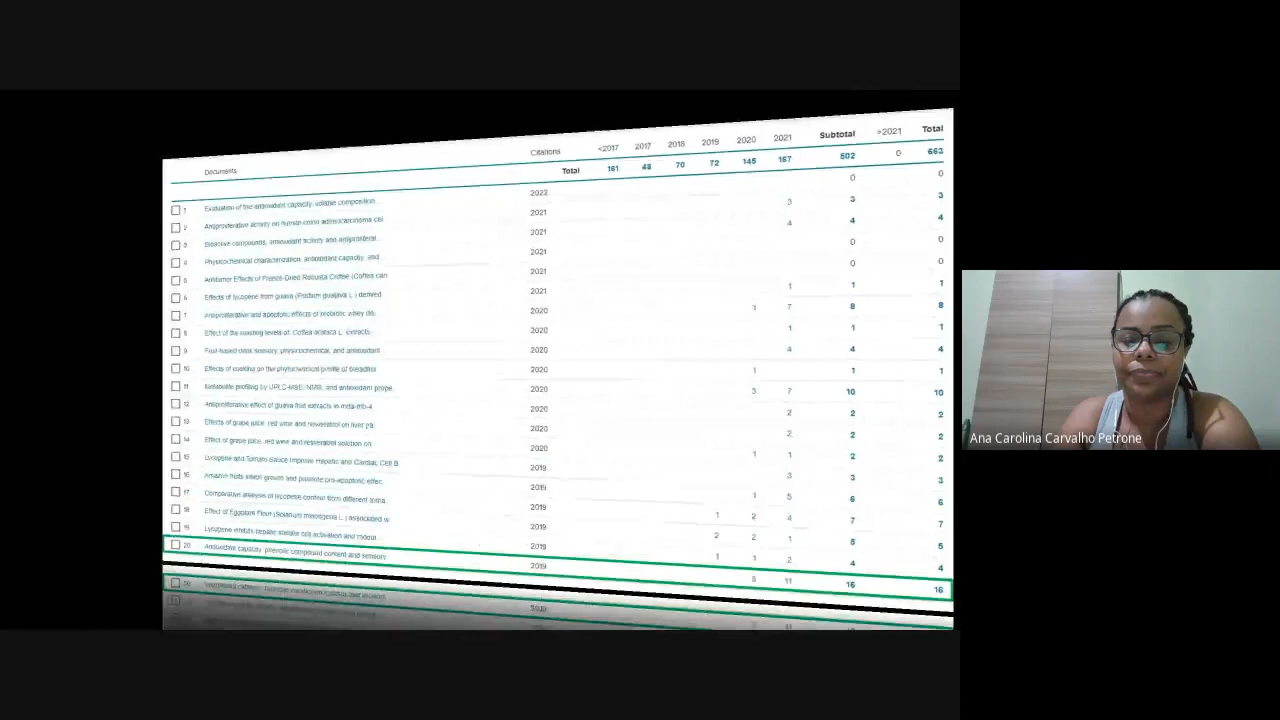 Documents Citations <2017 2017 2018 2019 2020 2021 Subtotal >2021 Total
Total 161 48 70 72 145 167 502 0 663
1 Evaluation of the antioxidant capacity, volatile composition... 2022 0 0
2 Antiproliferative activity on human colon adenocarcinoma cel... 2021 3 3 3
3 Bioactive compounds, antioxidant activity and antiproliferat... 2021 4 4 4
4 Physicochemical characterization, antioxidant capacity, and 2021 0 0
5 Antitumor Effects of Freeze-Dried Robusta Coffee (Coffea can 2021 0 0
6 Effects of lycopene from guava (Psidium guajava L.) derived 2021 1 1 1
7 Antiproliferative and apoptotic effects of probiotic whey da... 2020 1 7 8 8
8 Effect of the roasting levels of Coffea arabica L. extracts... 2020 1 1 1
9 Fruit-based drink sensory, physicochemical, and antioxidant 2020 4 4 4
10 Effects of cooking on the phytochemical profile of breadfrui 2020 1 1 1
11 Metabolite profiling by UPLC-MSE, NMR, and antioxidant prope... 2020 3 7 10 10
12 Antiproliferative effect of guava fruit extracts in mda-mb-4 2020 2 2 2
13 Effects of grape juice, red wine and resveratrol on liver pa 2020 2 2 2
14 Effect of grape juice, red wine and resveratrol solution on 2020 1 1 2 2
15 Lycopene and Tomato Sauce Improve Hepatic and Cardiac Cell B 2019 3 3 3
16 Amazon fruits inhibit growth and promote pro-apoptotic effec... 2019 1 5 6 6
17 Comparative analysis of lycopene content from different toma... 2019 1 2 4 7 7
18 Effect of Eggplant Flour (Solanum melongena L.) associated w 2019 2 2 1 5 5
19 Lycopene inhibits hepatic stellate cell activation and modul... 2019 1 1 2 4 4
20 Antioxidant capacity, phenolic compound content and sensory 2019 5 11 16 16
Ana Carolina Carvalho Petrone